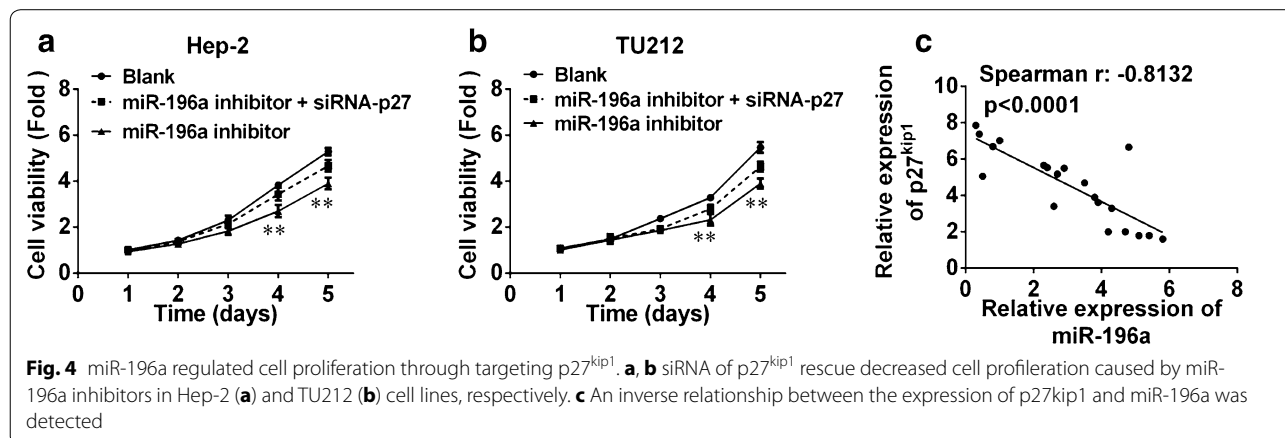 a
Hep-2
Blank
miR-196a inhibitor + siRNA-p27
miR-196a inhibitor
Cell viability (Fold )
8
6
4
2
0
**
**
0 1 2 3 4 5
Time (days)
b
TU212
Blank
miR-196a inhibitor + siRNA-p27
miR-196a inhibitor
Cell viability (Fold )
8
6
4
2
0
**
**
0 1 2 3 4 5
Time (days)
c
Spearman r: -0.8132
p<0.0001
Relative expression
of p27kip1
10
8
6
4
2
0
0 2 4 6 8
Relative expression of
miR-196a
Fig. 4 miR-196a regulated cell proliferation through targeting p27kip1. a, b siRNA of p27kip1 rescue decreased cell profileration caused by miR-
196a inhibitors in Hep-2 (a) and TU212 (b) cell lines, respectively. c An inverse relationship between the expression of p27kip1 and miR-196a was
detected